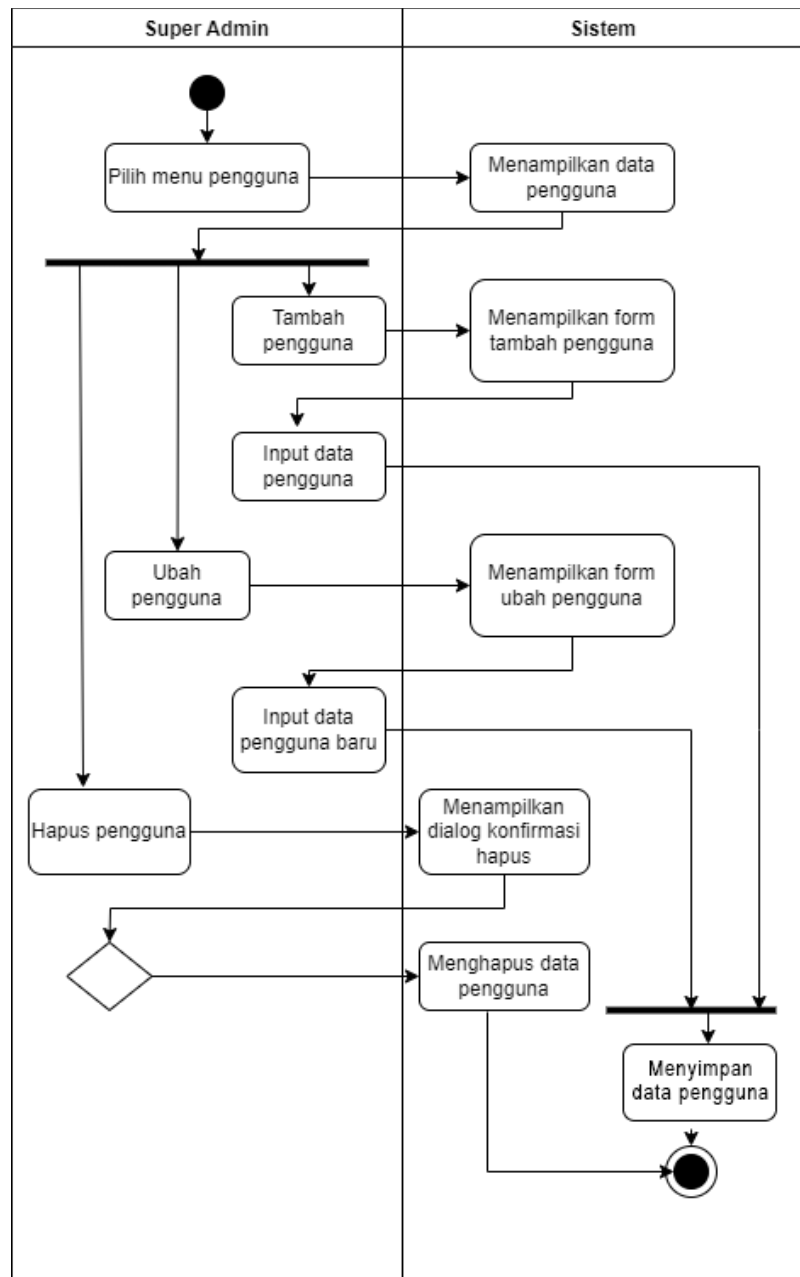 Super Admin
Sistem
Pilih menu pengguna
Menampilkan data
pengguna
Tambah
pengguna
Menampilkan form
tambah pengguna
Input data
pengguna
Ubah
pengguna
Menampilkan form
ubah pengguna
Input data
pengguna baru
Hapus pengguna
Menampilkan
dialog konfirmasi
hapus
Menghapus data
pengguna
Menyimpan
data pengguna